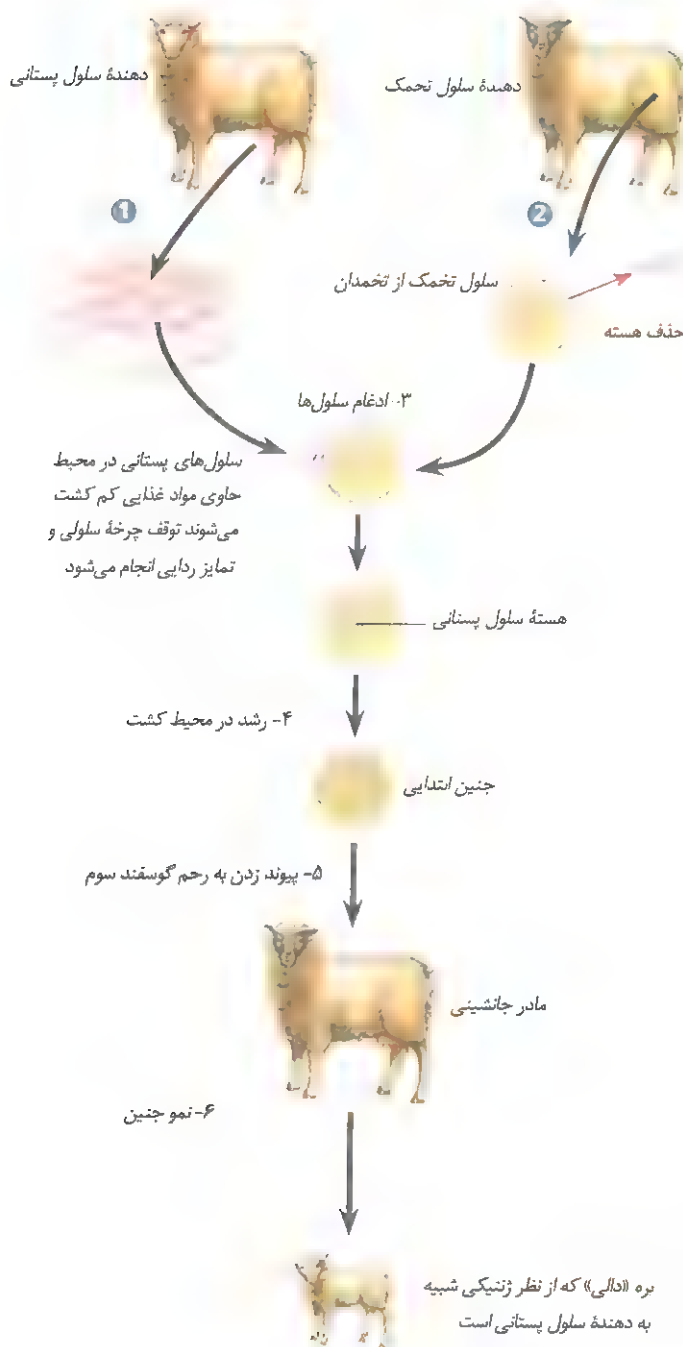 دهندهٔ سلول پستانی
دهندهٔ سلول تخمک
1
2
سلول تخمک از تخمدان
حذف هسته
۳- ادغام سلول‌ها
سلول‌های پستانی در محیط
حاوی مواد غذایی کم کشت
می‌شوند توقف چرخهٔ سلولی و
تمایز زدایی انجام می‌شود
هستهٔ سلول پستانی
۴- رشد در محیط کشت
جنین ابتدایی
۵- پیوند زدن به رحم گوسفند سوم
مادر جانشینی
۶- نمو جنین
بره «دالی» که از نظر ژنتیکی شبیه
به دهندهٔ سلول پستانی است